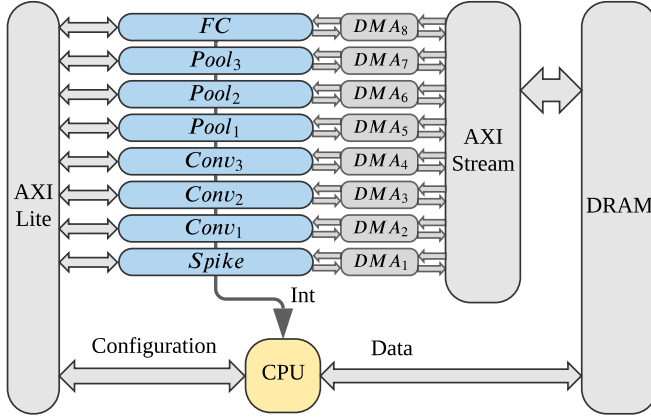 FC DMA₈
Pool₃ DMA₇
Pool₂ DMA₆
Pool₁ DMA₅
Conv₃ DMA₄
Conv₂ DMA₃
Conv₁ DMA₂
Spike DMA₁
AXI
Lite
AXI
Stream
DRAM
Int
Configuration
CPU
Data